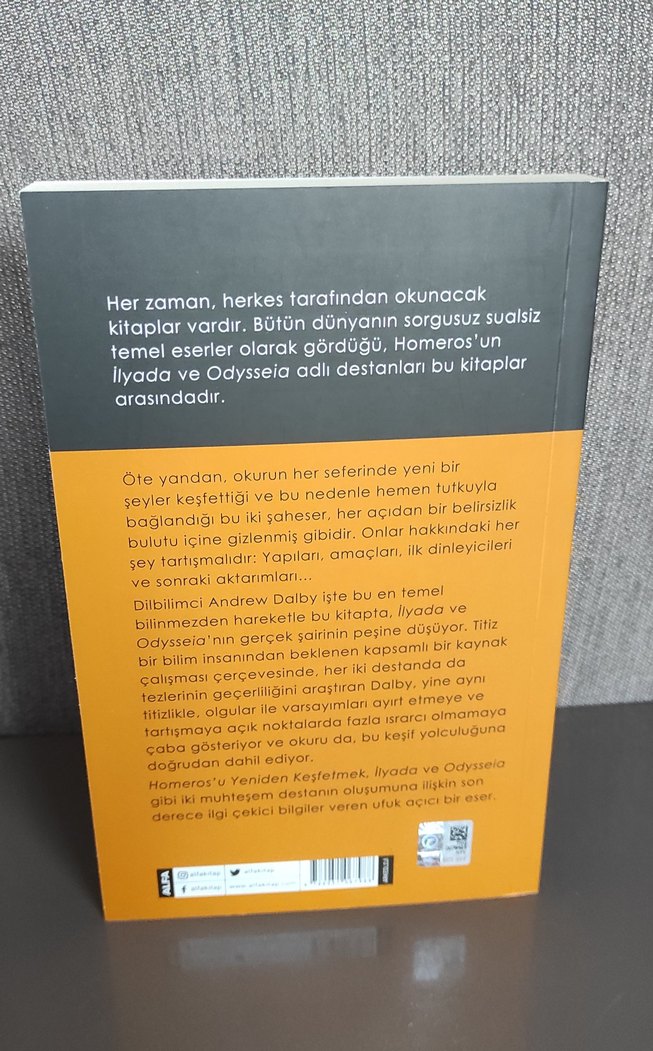 Her zaman, herkes tarafından okunacak
kitaplar vardır. Bütün dünyanın sorgusuz sualsiz
temel eserler olarak gördüğü, Homeros'un
İlyada ve Odysseia adlı destanları bu kitaplar
arasındadır.
Öte yandan, okurun her seferinde yeni bir
şeyler keşfettiği ve bu nedenle hemen tutkuyla
bağlandığı bu iki şaheser, her açıdan bir belirsizlik
bulutu içine gizlenmiş gibidir. Onlar hakkındaki her
şey tartışmalıdır: Yapıları, amaçları, ilk dinleyicileri
ve sonraki aktarımları...
Dilbilimci Andrew Dalby işte bu en temel
bilinmezden hareketle bu kitapta, İlyada ve
Odysseia'nın gerçek şairinin peşine düşüyor. Titiz
bir bilim insanından beklenen kapsamlı bir kaynak
çalışması çerçevesinde, her iki destanda da
tezlerinin geçerliliğini araştıran Dalby, yine aynı
titizlikle, olgular ile varsayımları ayırt etmeye ve
tartışmaya açık noktalarda fazla ısrarcı olmamaya
çaba gösteriyor ve okuru da, bu keşif yolculuğuna
doğrudan dahil ediyor.
Homeros'u Yeniden Keşfetmek, İlyada ve Odysseia
gibi iki muhteşem destanın oluşumuna ilişkin son
derece ilgi çekici bilgiler veren ufuk açıcı bir eser.
ALFA
alfakitap alfakitap
alfakitap www.alfakitap.com